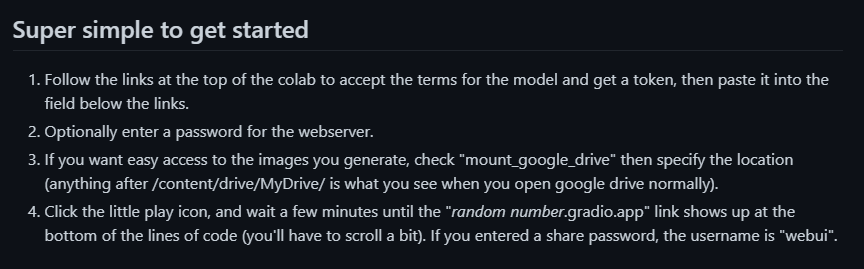 Super simple to get started
1. Follow the links at the top of the colab to accept the terms for the model and get a token, then paste it into the
field below the links.
2. Optionally enter a password for the webserver.
3. If you want easy access to the images you generate, check "mount_google_drive" then specify the location
(anything after /content/drive/MyDrive/ is what you see when you open google drive normally).
4. Click the little play icon, and wait a few minutes until the "random number.gradio.app" link shows up at the
bottom of the lines of code (you'll have to scroll a bit). If you entered a share password, the username is "webui".